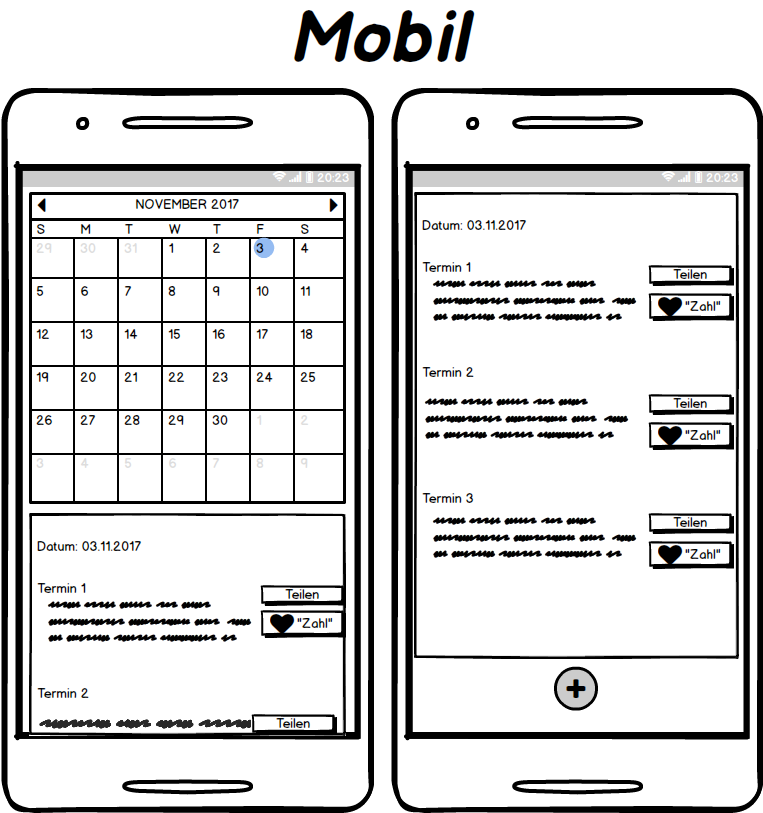 Mobil
20:23
NOVEMBER 2017
S M T W T F S
29 30 31 1 2 3 4
5 6 7 8 9 10 11
12 13 14 15 16 17 18
19 20 21 22 23 24 25
26 27 28 29 30 1 2
3 4 5 6 7 8 9
Datum: 03.11.2017
Termin 1
Teilen
"Zahl"
Termin 2
Teilen
20:23
Datum: 03.11.2017
Termin 1
Teilen
"Zahl"
Termin 2
Teilen
"Zahl"
Termin 3
Teilen
"Zahl"